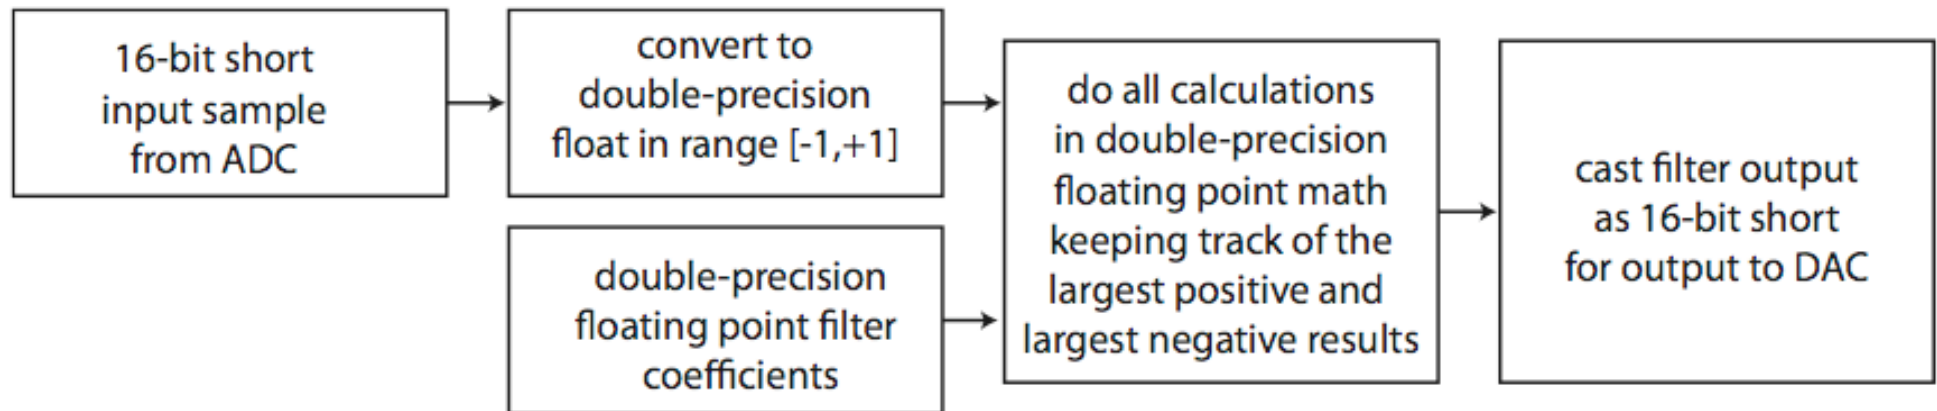 16-bit short
input sample
from ADC
convert to
double-precision
float in range [-1,+1]
double-precision
floating point filter
coefficients
do all calculations
in double-precision
floating point math
keeping track of the
largest positive and
largest negative results
cast filter output
as 16-bit short
for output to DAC